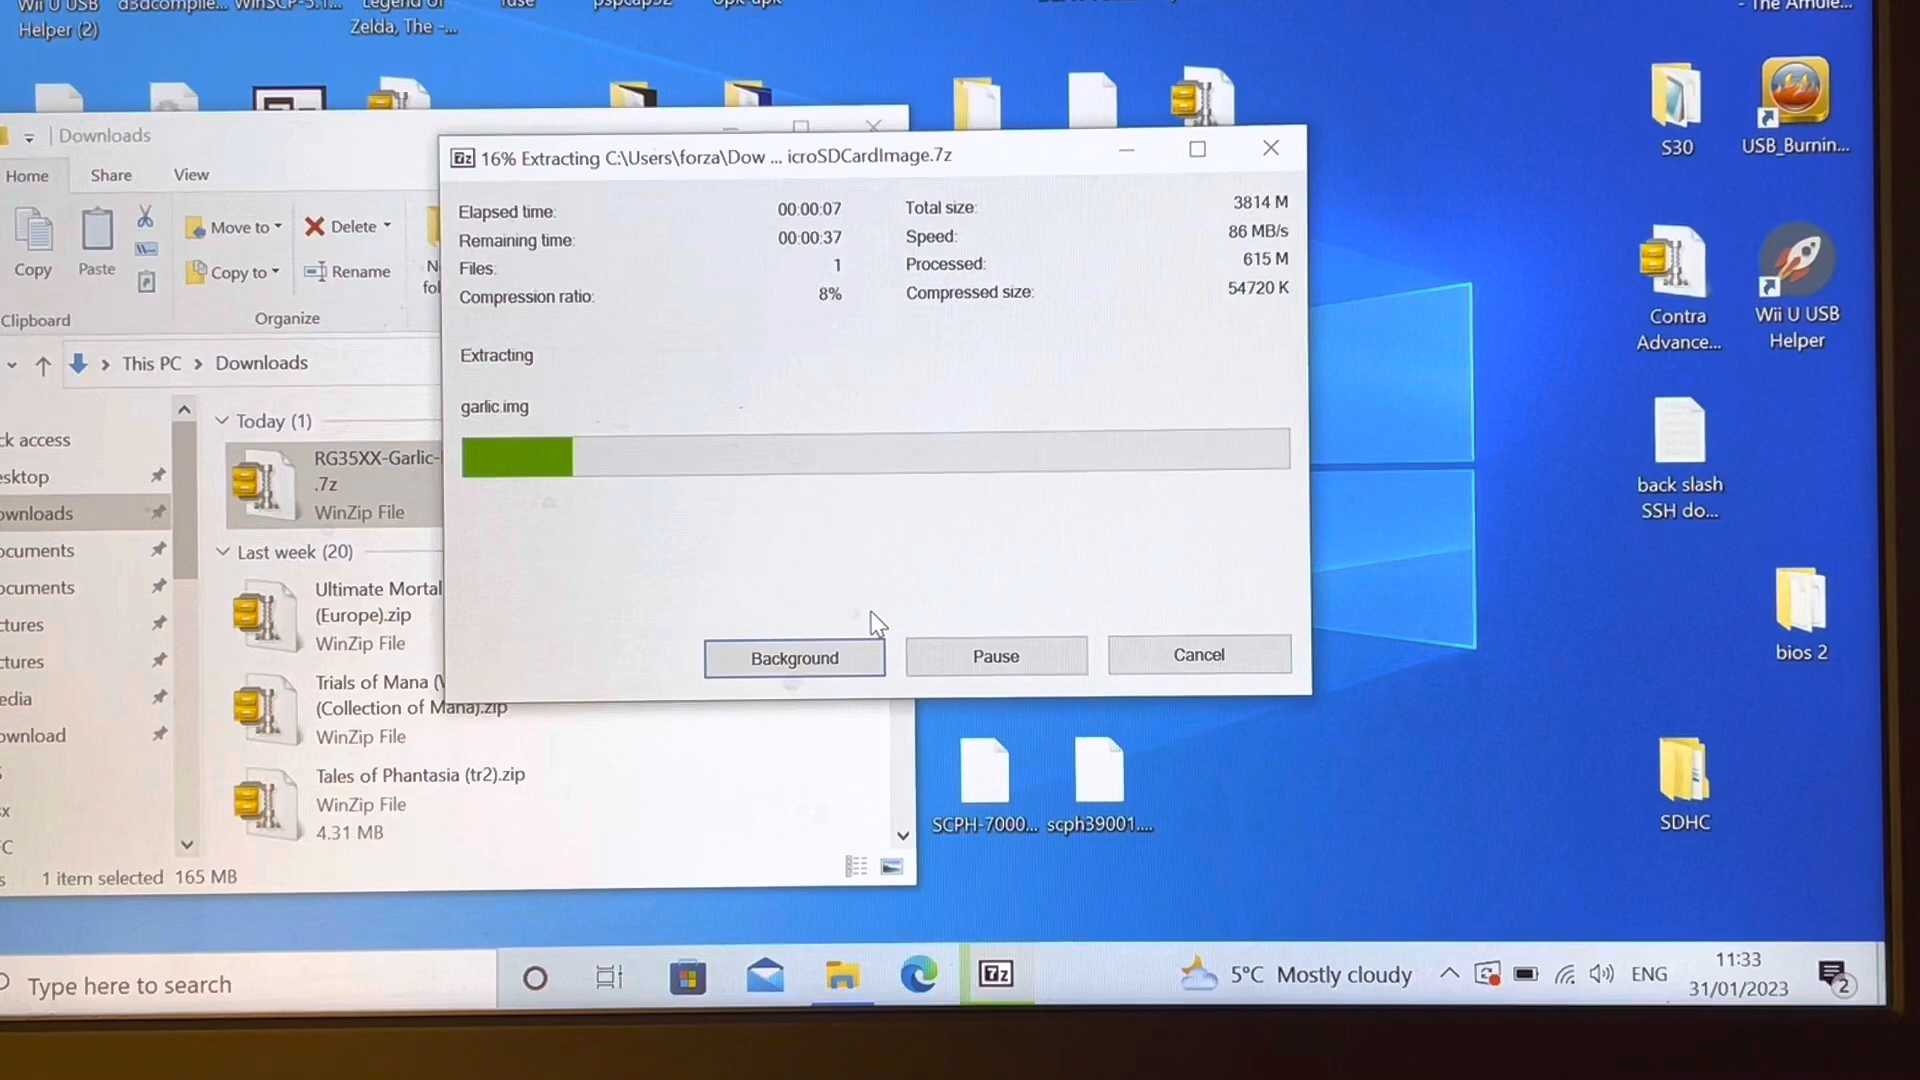 Wii U USB
Helper (2)
d3dcompile...
WinSCP-5.1...
Legend of
Zelda, The -...
fuse
pspcap32
- The Amule...
Downloads
Home
Share
View
Copy
Paste
Move to
Copy to
Delete
Rename
Clipboard
Organize
This PC > Downloads
ck access
esktop
ownloads
ocuments
ocuments
ctures
ctures
edia
ownload
Today (1)
RG35XX-Garlic-
.7z
WinZip File
Last week (20)
Ultimate Mortal
(Europe).zip
WinZip File
Trials of Mana (
(Collection of Mana).zip
WinZip File
Tales of Phantasia (tr2).zip
WinZip File
4.31 MB
1 item selected 165 MB
7z 16% Extracting C:\Users\forza\Dow ... icroSDCardImage.7z
Elapsed time: 00:00:07
Remaining time: 00:00:37
Files: 1
Compression ratio: 8%
Total size: 3814 M
Speed: 86 MB/s
Processed: 615 M
Compressed size: 54720 K
Extracting
garlic.img
Background
Pause
Cancel
S30
USB_Burnin...
Contra
Advance...
Wii U USB
Helper
back slash
SSH do...
bios 2
SCPH-7000...
scph39001....
SDHC
Type here to search
7z
5°C Mostly cloudy
ENG
11:33
31/01/2023
2